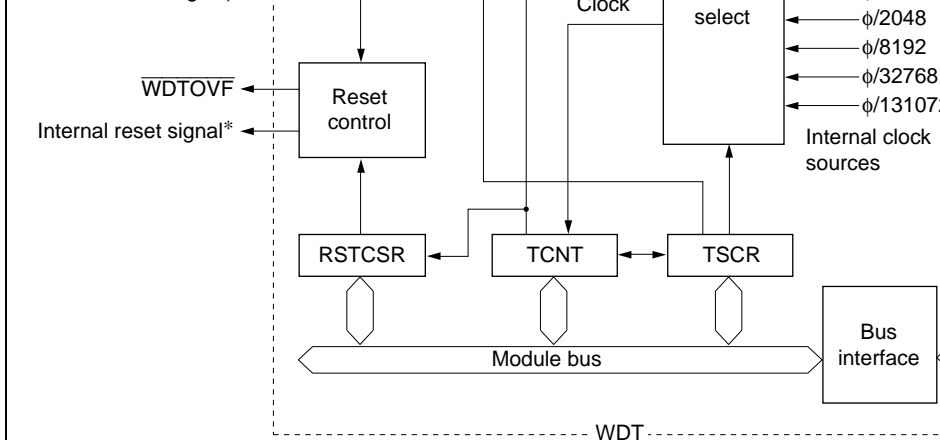 Clock
select
ϕ/2048
ϕ/8192
ϕ/32768
WDTOVF
Reset
control
Internal reset signal*
Internal clock
sources
RSTCSR
TCNT
TSCR
Bus
interface
Module bus
WDT